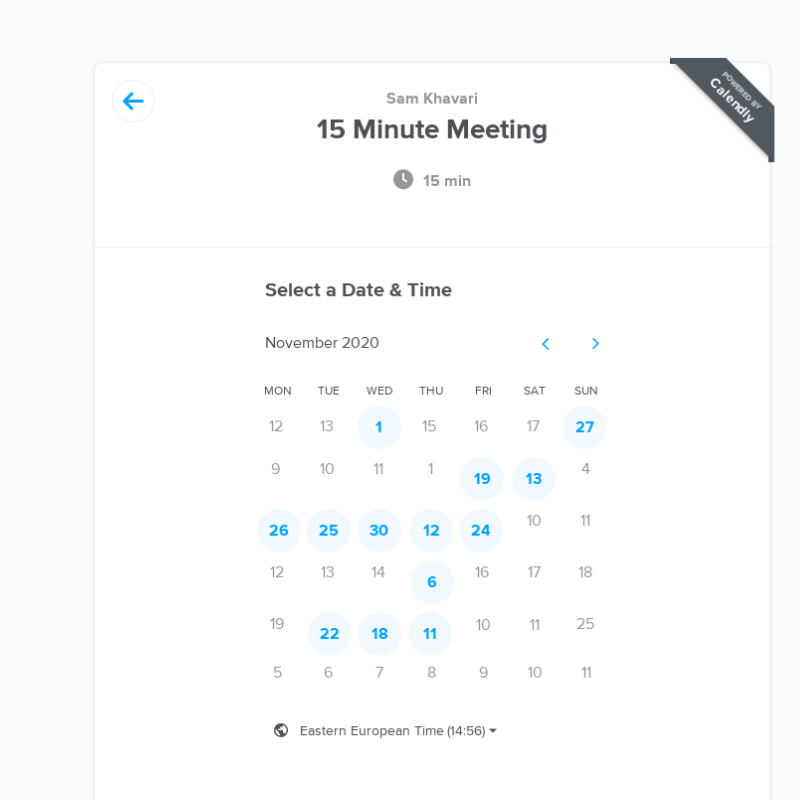 POWERED BY
Calendly
Sam Khavari
15 Minute Meeting
15 min
Select a Date & Time
November 2020
MON TUE WED THU FRI SAT SUN
12 13 1 15 16 17 27
9 10 11 1 19 13 4
26 25 30 12 24 10 11
12 13 14 6 16 17 18
19 22 18 11 10 11 25
5 6 7 8 9 10 11
Eastern European Time (14:56)